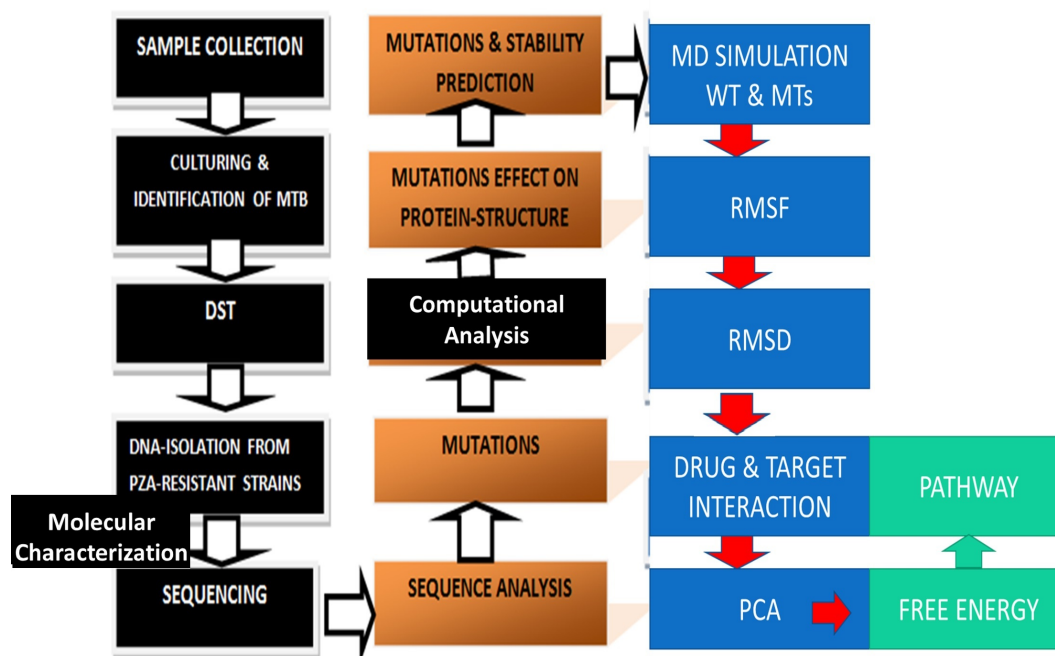 SAMPLE COLLECTION
CULTURING &
IDENTIFICATION OF MTB
DST
DNA-ISOLATION FROM
PZA-RESISTANT STRAINS
Molecular
Characterization
SEQUENCING
SEQUENCE ANALYSIS
MUTATIONS
Computational
Analysis
MUTATIONS EFFECT ON
PROTEIN-STRUCTURE
MUTATIONS & STABILITY
PREDICTION
MD SIMULATION
WT & MTs
RMSF
RMSD
DRUG & TARGET
INTERACTION
PCA
FREE ENERGY
PATHWAY